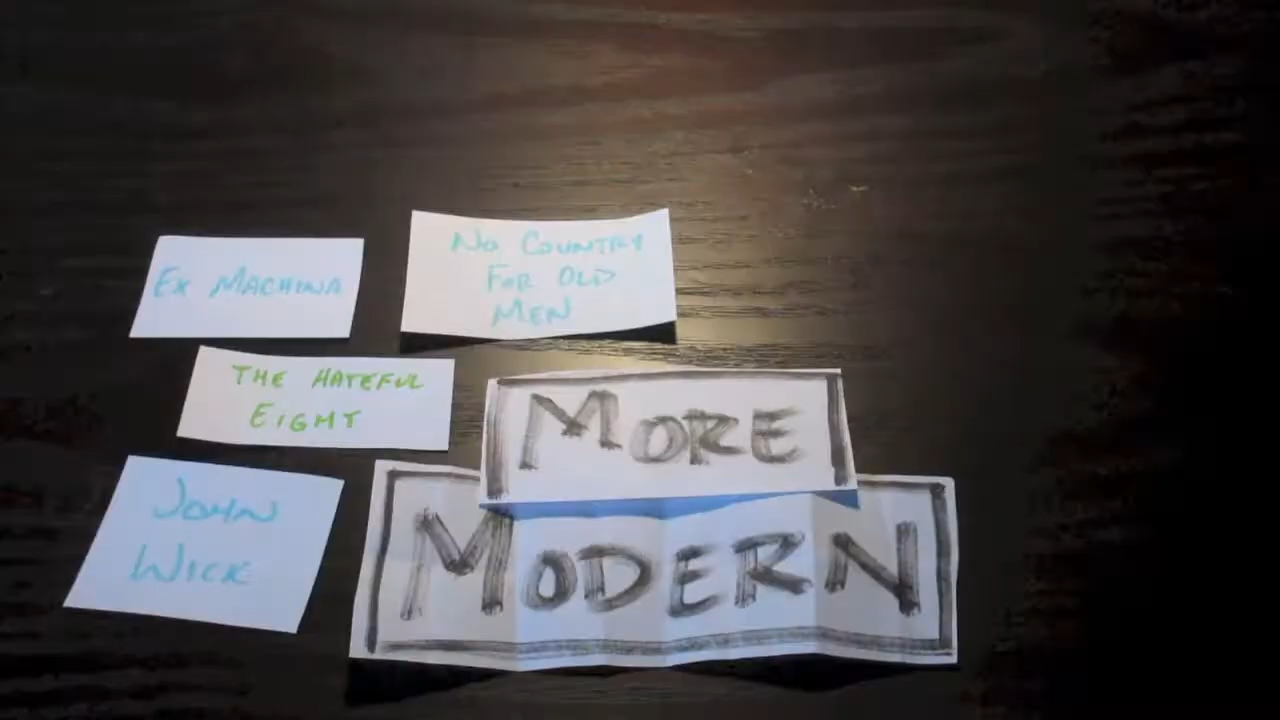 Ex MACHINA
No COUNTRY
FOR OLD
MEN
THE HATEFUL
EIGHT
JOHN
WICK
MORE
MODERN